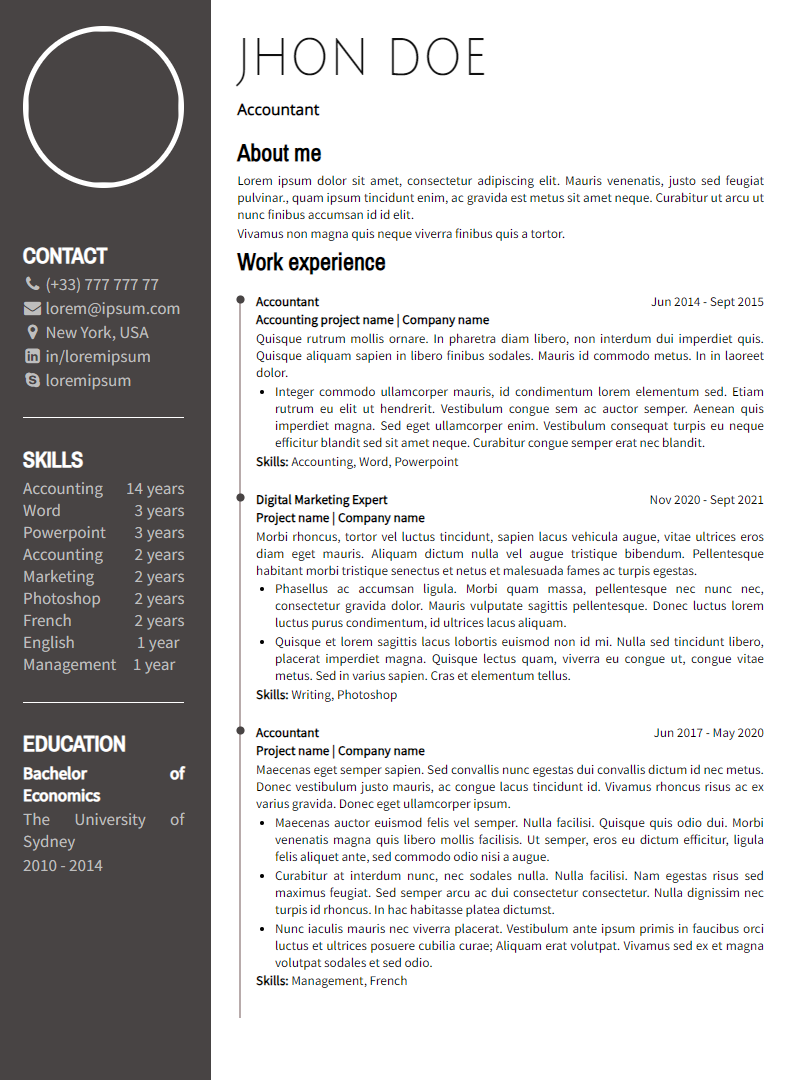 CONTACT
(+33) 777 777 77
lorem@ipsum.com
New York, USA
in/loremipsum
loremipsum
SKILLS
Accounting 14 years
Word 3 years
Powerpoint 3 years
Accounting 2 years
Marketing 2 years
Photoshop 2 years
French 2 years
English 1 year
Management 1 year
EDUCATION
Bachelor of
Economics
The University of
Sydney
2010 - 2014
JHON DOE
Accountant
About me
Lorem ipsum dolor sit amet, consectetur adipiscing elit. Mauris venenatis, justo sed feugiat
pulvinar., quam ipsum tincidunt enim, ac gravida est metus sit amet neque. Curabitur ut arcu ut
nunc finibus accumsan id id elit.
Vivamus non magna quis neque viverra finibus quis a tortor.
Work experience
Accountant Jun 2014 - Sept 2015
Accounting project name | Company name
Quisque rutrum mollis ornare. In pharetra diam libero, non interdum dui imperdiet quis.
Quisque aliquam sapien in libero finibus sodales. Mauris id commodo metus. In in laoreet
dolor.
• Integer commodo ullamcorper mauris, id condimentum lorem elementum sed. Etiam
rutrum eu elit ut hendrerit. Vestibulum congue sem ac auctor semper. Aenean quis
imperdiet magna. Sed eget ullamcorper enim. Vestibulum consequat turpis eu neque
efficitur blandit sed sit amet neque. Curabitur congue semper erat nec blandit.
Skills: Accounting, Word, Powerpoint
Digital Marketing Expert Nov 2020 - Sept 2021
Project name | Company name
Morbi rhoncus, tortor vel luctus tincidunt, sapien lacus vehicula augue, vitae ultrices eros
diam eget mauris. Aliquam dictum nulla vel augue tristique bibendum. Pellentesque
habitant morbi tristique senectus et netus et malesuada fames ac turpis egestas.
• Phasellus ac accumsan ligula. Morbi quam massa, pellentesque nec nunc nec,
consectetur gravida dolor. Mauris vulputate sagittis pellentesque. Donec luctus lorem
luctus purus condimentum, id ultrices lacus aliquam.
• Quisque et lorem sagittis lacus lobortis euismod non id mi. Nulla sed tincidunt libero,
placerat imperdiet magna. Quisque lectus quam, viverra eu congue ut, congue vitae
metus. Sed in varius sapien. Cras et elementum tellus.
Skills: Writing, Photoshop
Accountant Jun 2017 - May 2020
Project name | Company name
Maecenas eget semper sapien. Sed convallis nunc egestas dui convallis dictum id nec metus.
Donec vestibulum justo mauris, ac congue lacus tincidunt id. Vivamus rhoncus risus ac ex
varius gravida. Donec eget ullamcorper ipsum.
• Maecenas auctor euismod felis vel semper. Nulla facilisi. Quisque quis odio dui. Morbi
venenatis magna quis libero mollis facilisis. Ut semper, eros eu dictum efficitur, ligula
felis aliquet ante, sed commodo odio nisi a augue.
• Curabitur at interdum nunc, nec sodales nulla. Nulla facilisi. Nam egestas risus sed
maximus feugiat. Sed semper arcu ac dui consectetur consectetur. Nulla dignissim nec
turpis id rhoncus. In hac habitasse platea dictumst.
• Nunc iaculis mauris nec viverra placerat. Vestibulum ante ipsum primis in faucibus orci
luctus et ultrices posuere cubilia curae; Aliquam erat volutpat. Vivamus sed ex et magna
volutpat sodales et sed odio.
Skills: Management, French